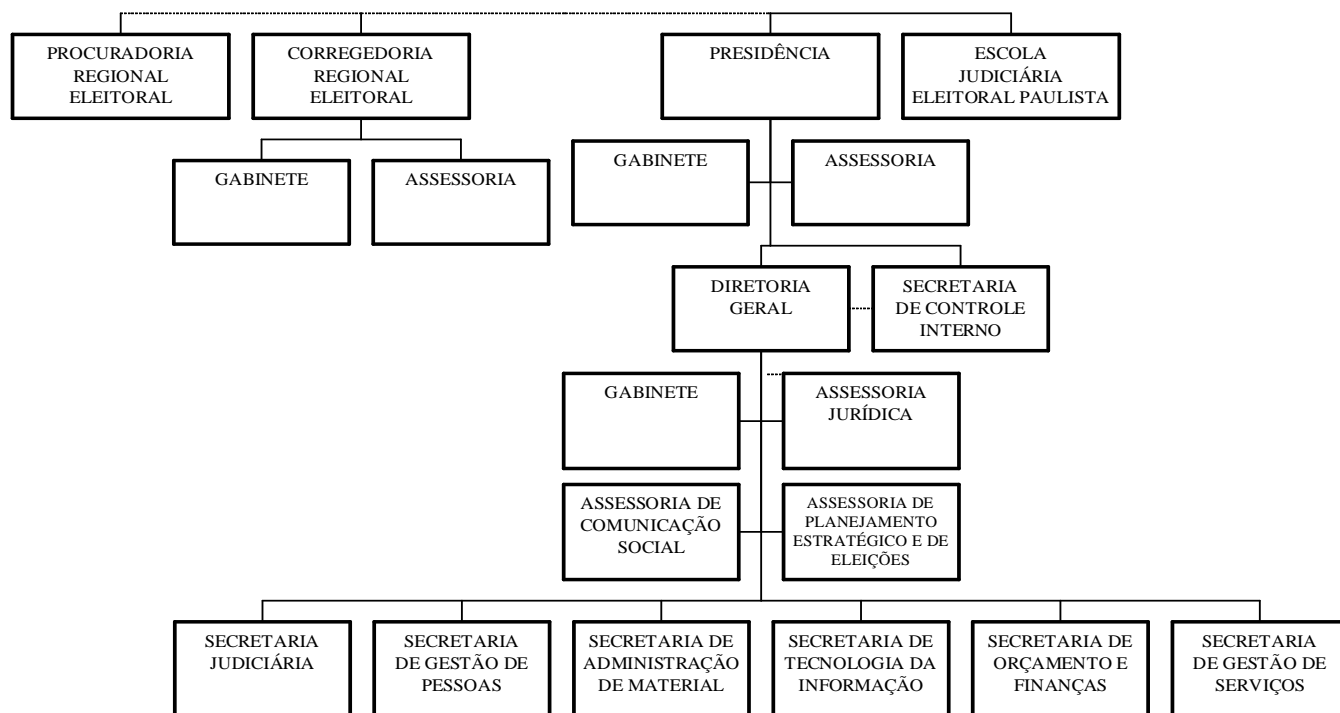 PROCURADORIA
REGIONAL
ELEITORAL
CORREGEDORIA
REGIONAL
ELEITORAL
PRESIDÊNCIA
ESCOLA
JUDICIÁRIA
ELEITORAL PAULISTA
GABINETE
ASSESSORIA
GABINETE
ASSESSORIA
DIRETORIA
GERAL
SECRETARIA
DE CONTROLE
INTERNO
GABINETE
ASSESSORIA
JURÍDICA
ASSESSORIA DE
COMUNICAÇÃO
SOCIAL
ASSESSORIA DE
PLANEJAMENTO
ESTRATÉGICO E DE
ELEIÇÕES
SECRETARIA
JUDICIÁRIA
SECRETARIA
DE GESTÃO DE
PESSOAS
SECRETARIA DE
ADMINISTRAÇÃO
DE MATERIAL
SECRETARIA DE
TECNOLOGIA DA
INFORMAÇÃO
SECRETARIA DE
ORÇAMENTO E
FINANÇAS
SECRETARIA
DE GESTÃO DE
SERVIÇOS